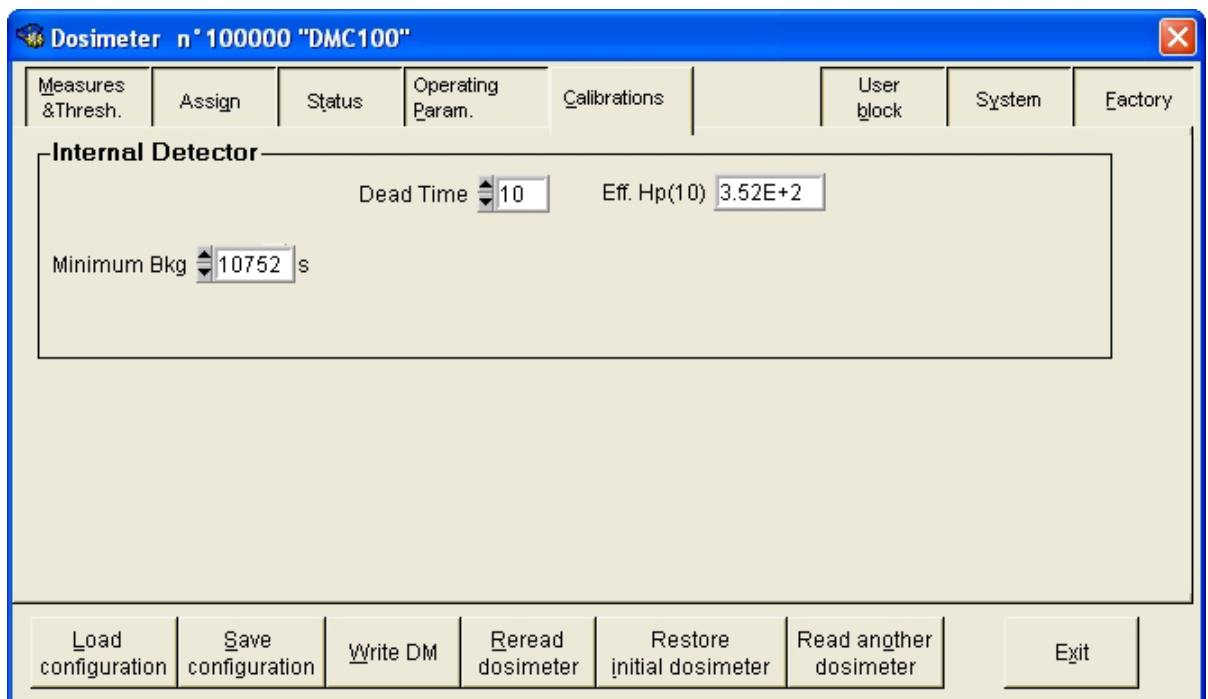 Dosimeter n°100000 "DMC100"
Measures
&Thresh.
Assign
Status
Operating
Param.
Calibrations
User
block
System
Factory
Internal Detector
Dead Time 10 Eff. Hp(10) 3.52E+2
Minimum Bkg 10752 s
Load
configuration
Save
configuration
Write DM
Reread
dosimeter
Restore
initial dosimeter
Read another
dosimeter
Exit